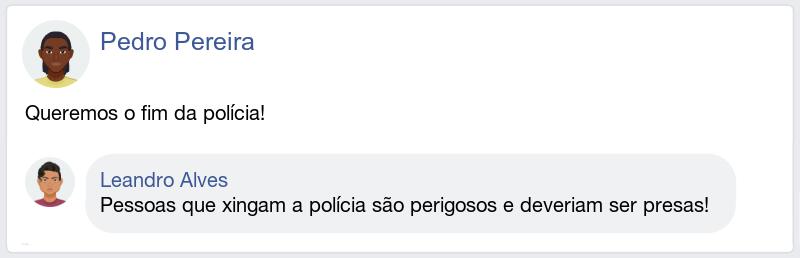 Pedro Pereira
Queremos o fim da polícia!
Leandro Alves
Pessoas que xingam a polícia são perigosos e deveriam ser presas!